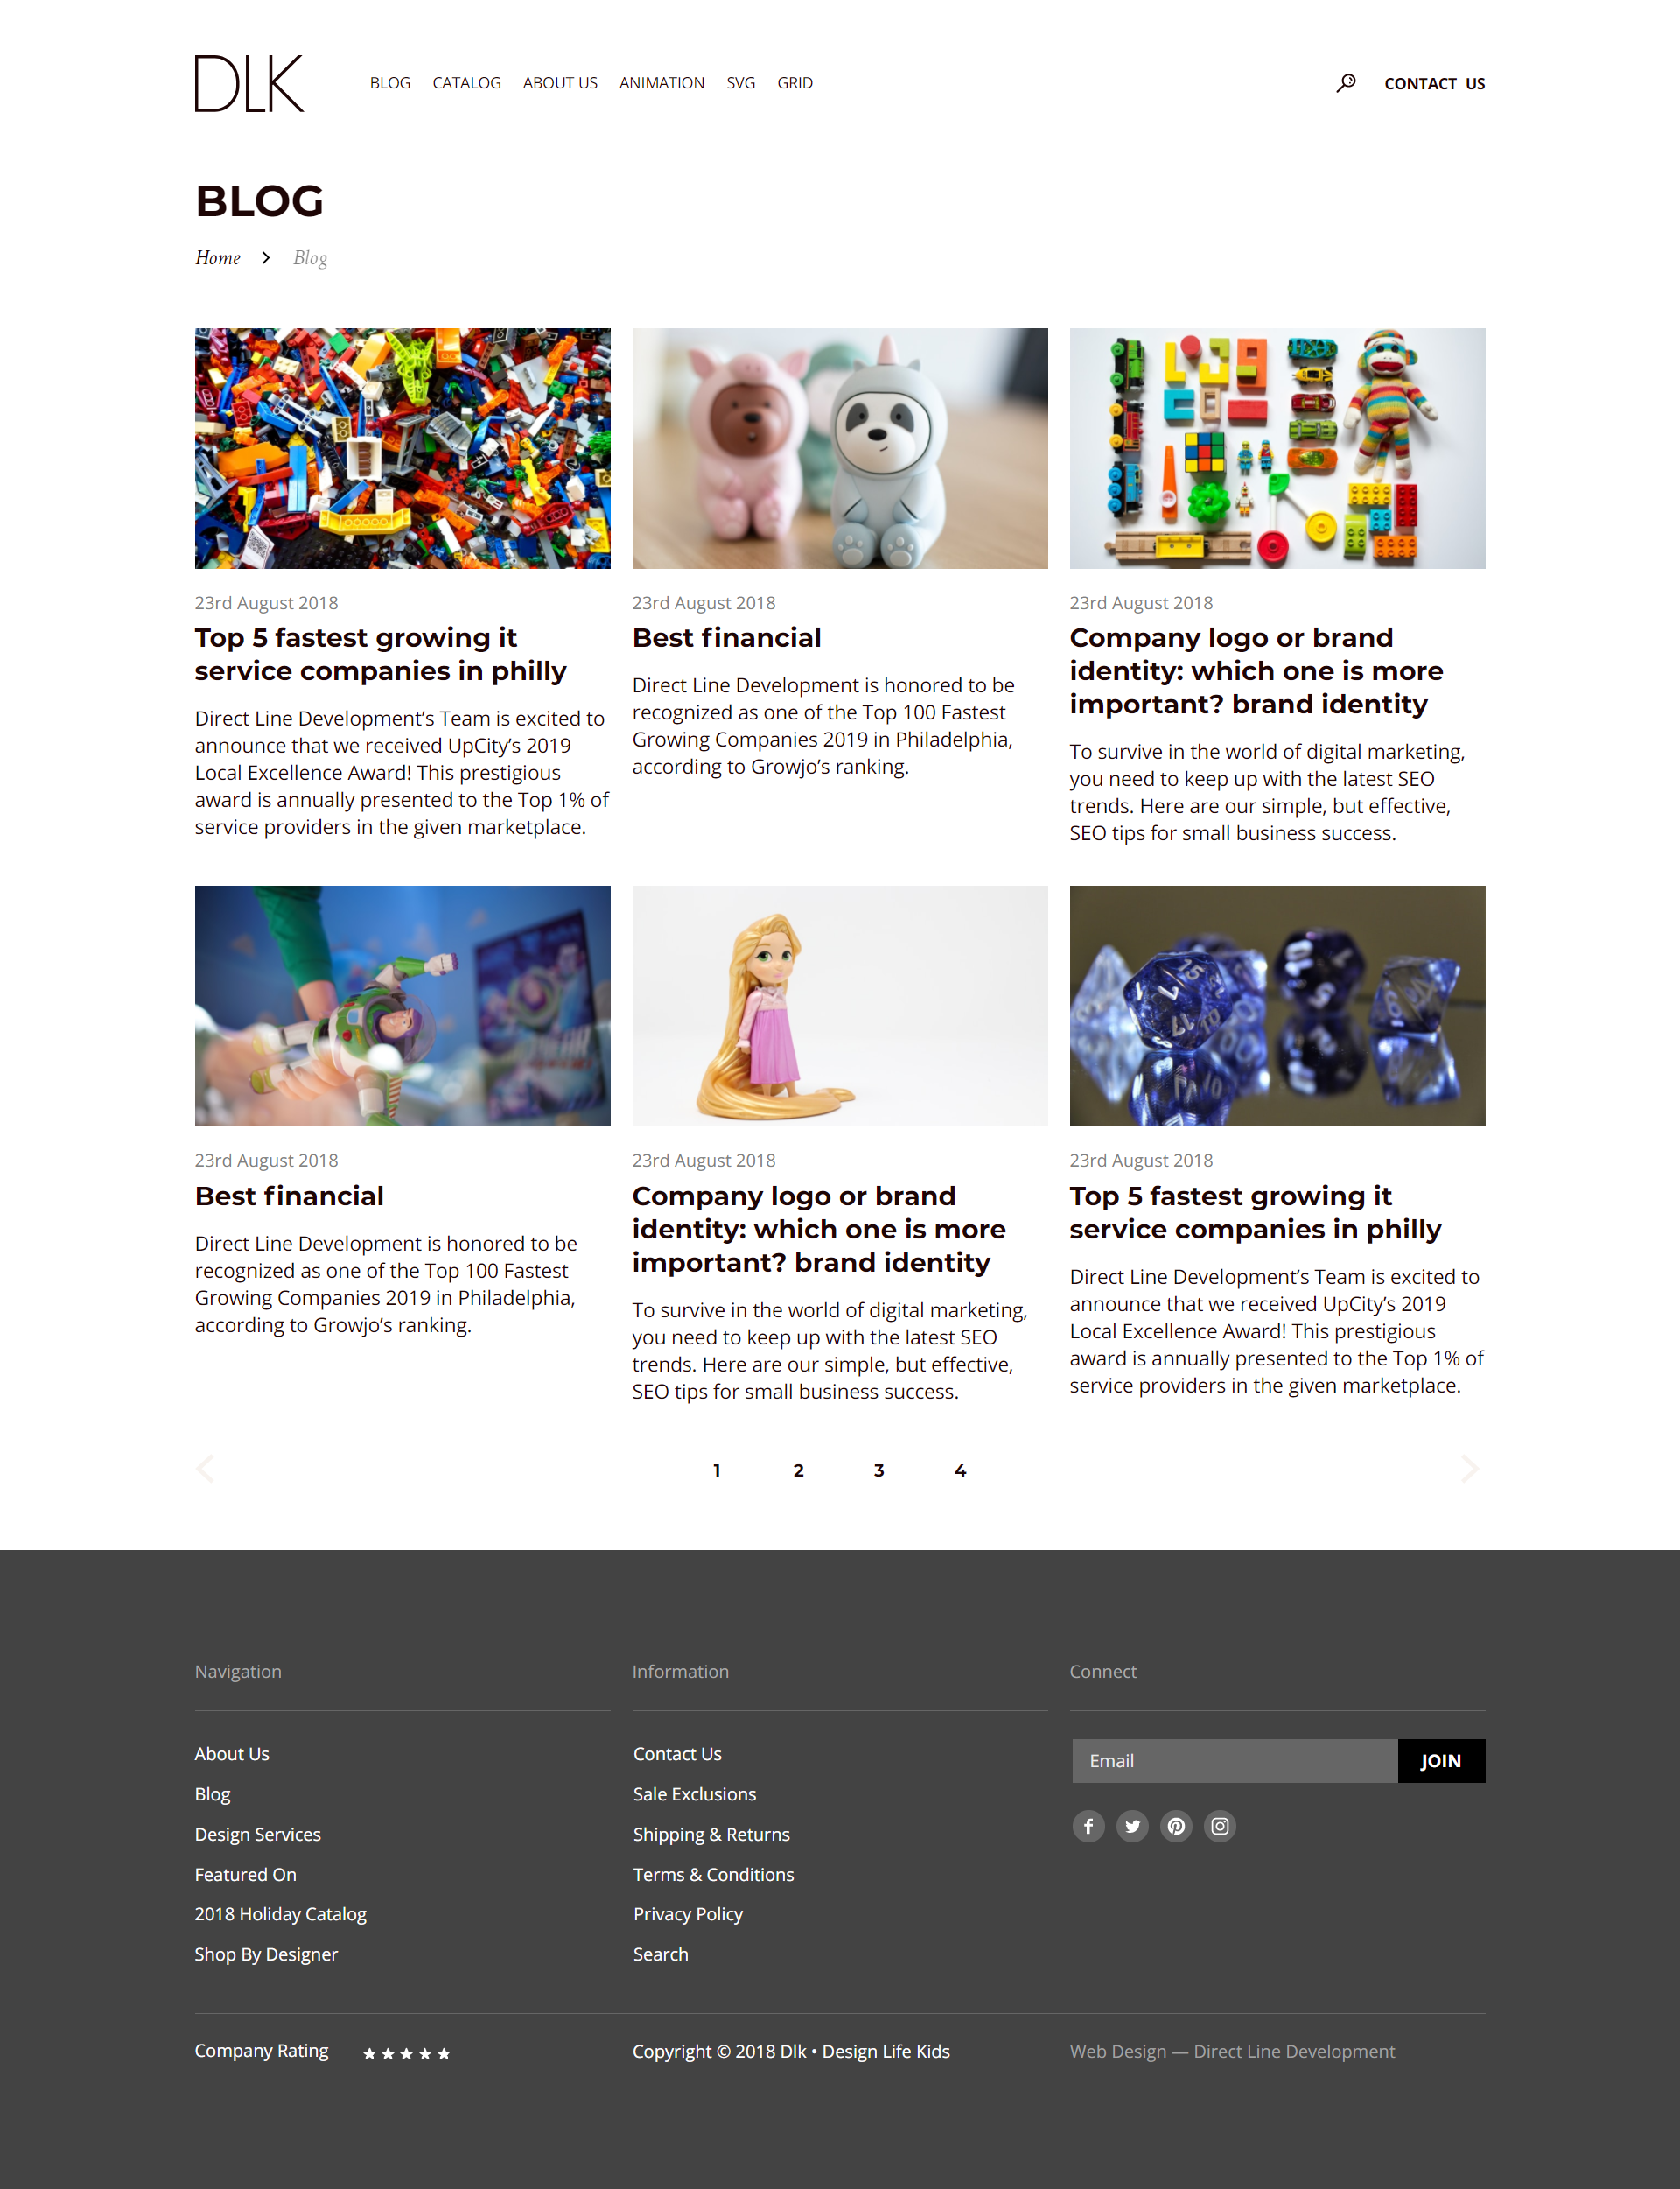 DLK
BLOG CATALOG ABOUT US ANIMATION SVG GRID
CONTACT US
BLOG
Home > Blog
23rd August 2018
Top 5 fastest growing it
service companies in philly
Direct Line Development’s Team is excited to
announce that we received UpCity’s 2019
Local Excellence Award! This prestigious
award is annually presented to the Top 1% of
service providers in the given marketplace.
23rd August 2018
Best financial
Direct Line Development is honored to be
recognized as one of the Top 100 Fastest
Growing Companies 2019 in Philadelphia,
according to Growjo’s ranking.
23rd August 2018
Company logo or brand
identity: which one is more
important? brand identity
To survive in the world of digital marketing,
you need to keep up with the latest SEO
trends. Here are our simple, but effective,
SEO tips for small business success.
23rd August 2018
Best financial
Direct Line Development is honored to be
recognized as one of the Top 100 Fastest
Growing Companies 2019 in Philadelphia,
according to Growjo’s ranking.
23rd August 2018
Company logo or brand
identity: which one is more
important? brand identity
To survive in the world of digital marketing,
you need to keep up with the latest SEO
trends. Here are our simple, but effective,
SEO tips for small business success.
23rd August 2018
Top 5 fastest growing it
service companies in philly
Direct Line Development’s Team is excited to
announce that we received UpCity’s 2019
Local Excellence Award! This prestigious
award is annually presented to the Top 1% of
service providers in the given marketplace.
1 2 3 4
Navigation
About Us
Blog
Design Services
Featured On
2018 Holiday Catalog
Shop By Designer
Information
Contact Us
Sale Exclusions
Shipping & Returns
Terms & Conditions
Privacy Policy
Search
Connect
Email
JOIN
Company Rating ★★★★★
Copyright © 2018 Dlk • Design Life Kids
Web Design — Direct Line Development